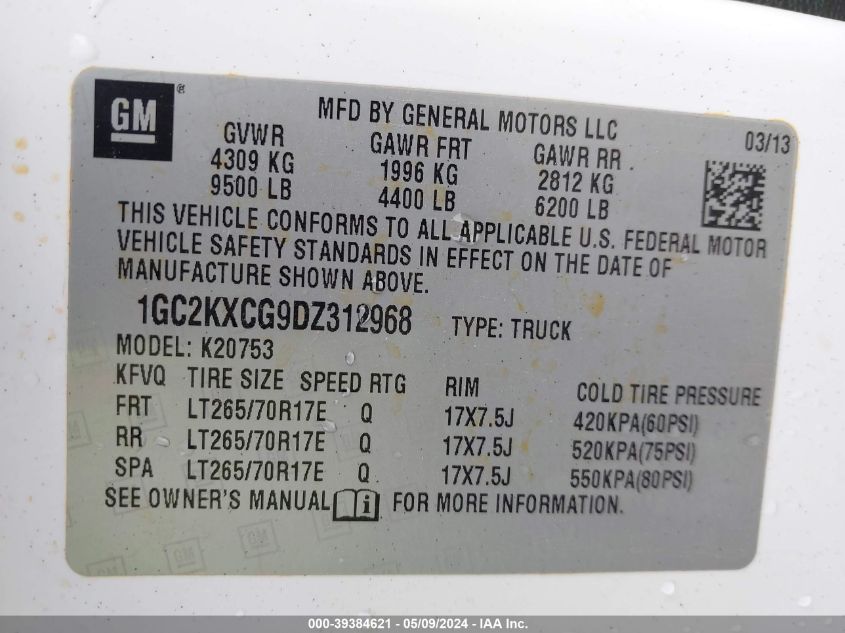 GM®
MFD BY GENERAL MOTORS LLC
03/13
GVWR GAWR FRT GAWR RR
4309 KG 1996 KG 2812 KG
9500 LB 4400 LB 6200 LB
THIS VEHICLE CONFORMS TO ALL APPLICABLE U.S. FEDERAL MOTOR
VEHICLE SAFETY STANDARDS IN EFFECT ON THE DATE OF
MANUFACTURE SHOWN ABOVE.
1GC2KXCG9DZ312968 TYPE: TRUCK
MODEL: K20753
KFVQ TIRE SIZE SPEED RTG RIM COLD TIRE PRESSURE
FRT LT265/70R17E Q 17X7.5J 420KPA(60PSI)
RR LT265/70R17E Q 17X7.5J 520KPA(75PSI)
SPA LT265/70R17E Q 17X7.5J 550KPA(80PSI)
SEE OWNER'S MANUAL i FOR MORE INFORMATION.
000-39384621 - 05/09/2024 - IAA Inc.